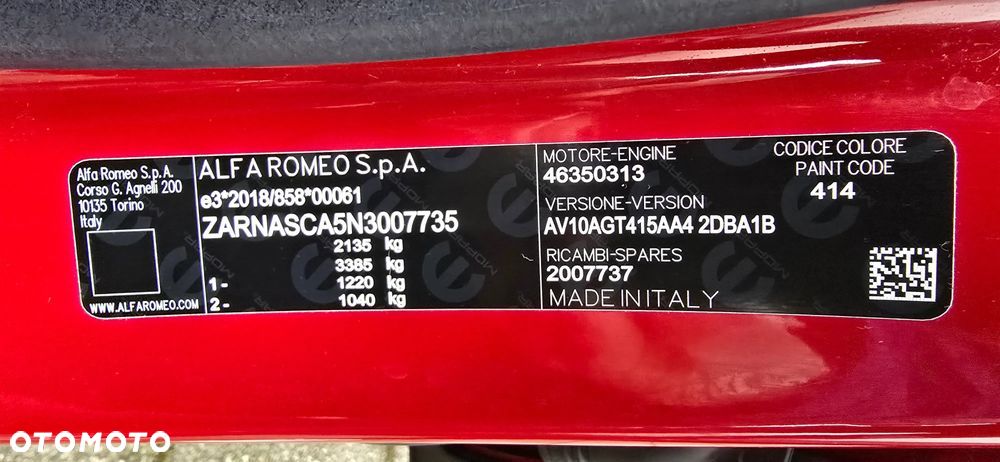 Alfa Romeo S.p.A.
Corso G. Agnelli 200
10135 Torino
Italy
WWW.ALFAROMEO.COM
ALFA ROMEO S.p.A.
e3*2018/858*00061
ZARNASCA5N3007735
2135 kg
3385 kg
1- 1220 kg
2- 1040 kg
MOTORE-ENGINE
46350313
VERSIONE-VERSION
AV10AGT415AA4 2DBA1B
RICAMBI-SPARES
2007737
MADE IN ITALY
CODICE COLORE
PAINT CODE
414
OTOMOTO